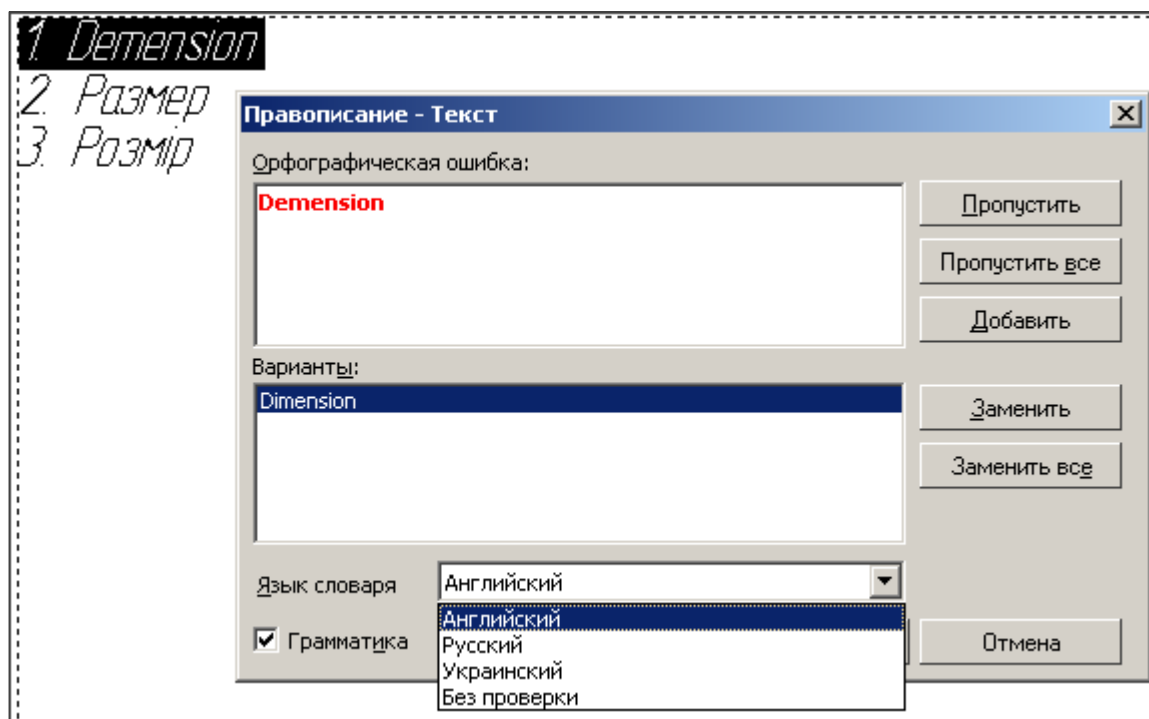 1. Demension
2. Размер
3. Розмір
Правописание - Текст
Орфографическая ошибка:
Demension
Пропустить
Пропустить все
Добавить
Варианты:
Dimension
Заменить
Заменить все
Язык словаря
Английский
Английский
Русский
Украинский
Без проверки
Грамматика
Отмена